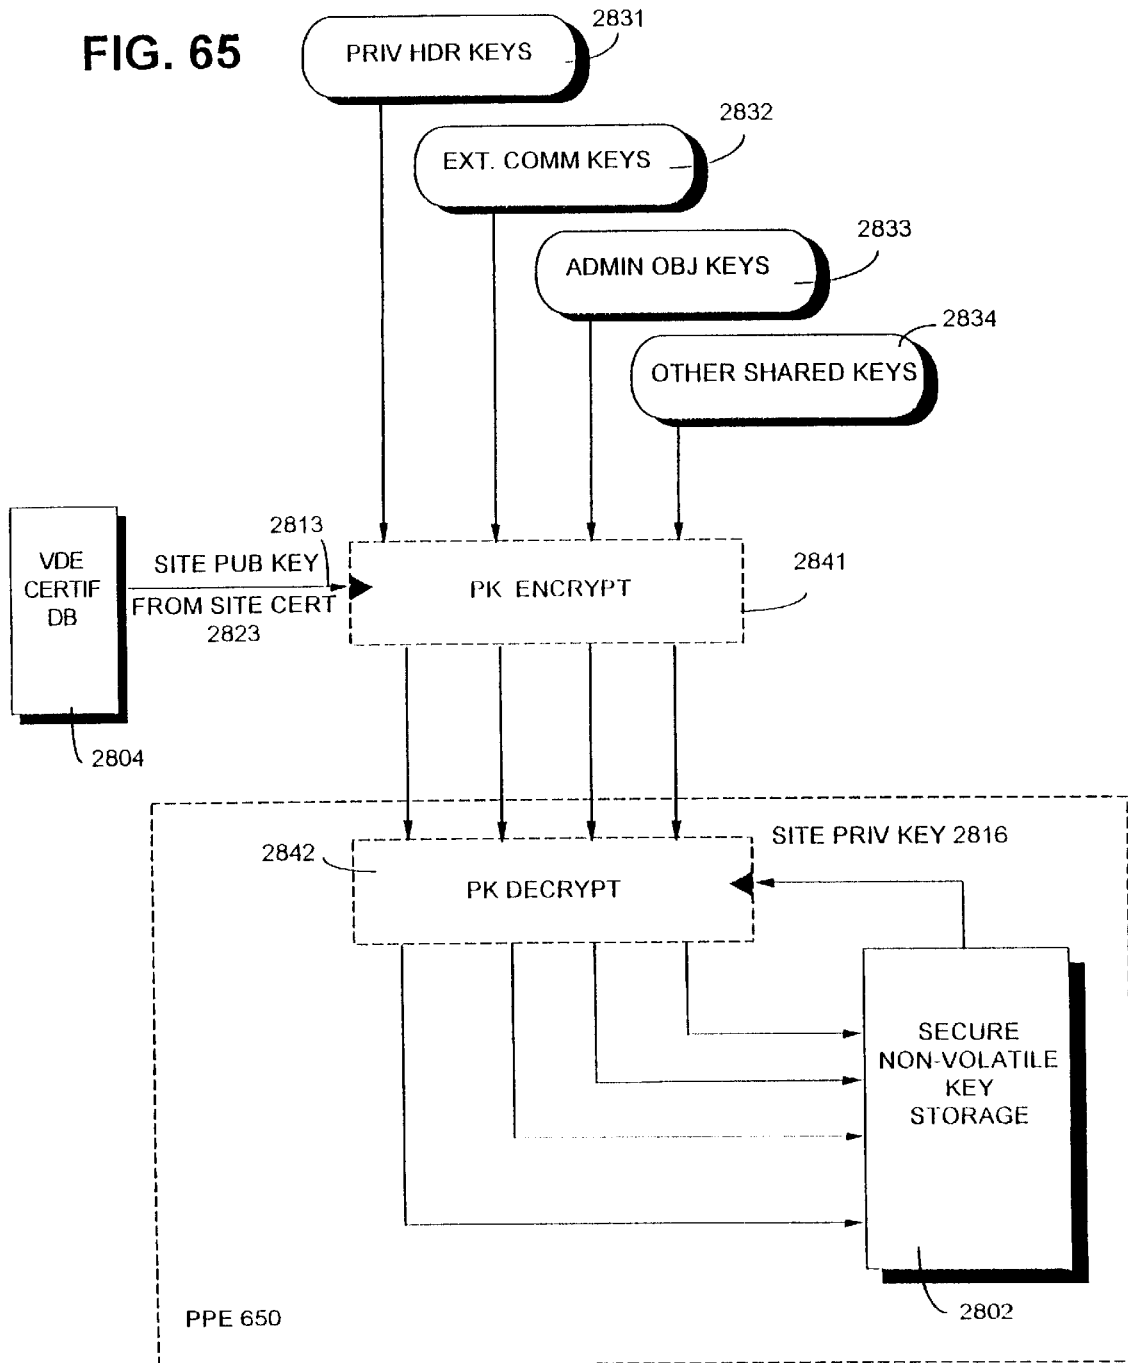 FIG. 65
2831
PRIV HDR KEYS
2832
EXT. COMM KEYS
2833
ADMIN OBJ KEYS
2834
OTHER SHARED KEYS
VDE
CERTIF
DB
2813
SITE PUB KEY
FROM SITE CERT
2823
PK ENCRYPT
2841
2804
2842
SITE PRIV KEY 2816
PK DECRYPT
SECURE
NON-VOLATILE
KEY
STORAGE
PPE 650
2802